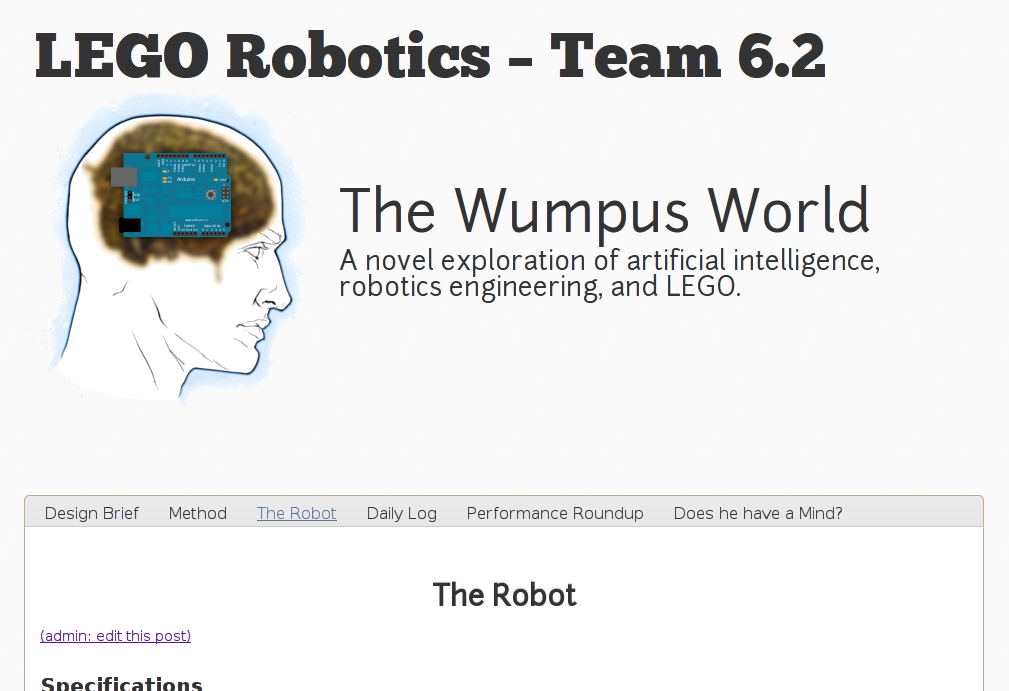 LEGO Robotics – Team 6.2
Arduino
The Wumpus World
A novel exploration of artificial intelligence,
robotics engineering, and LEGO.
Design Brief Method The Robot Daily Log Performance Roundup Does he have a Mind?
The Robot
(admin: edit this post)
Specifications